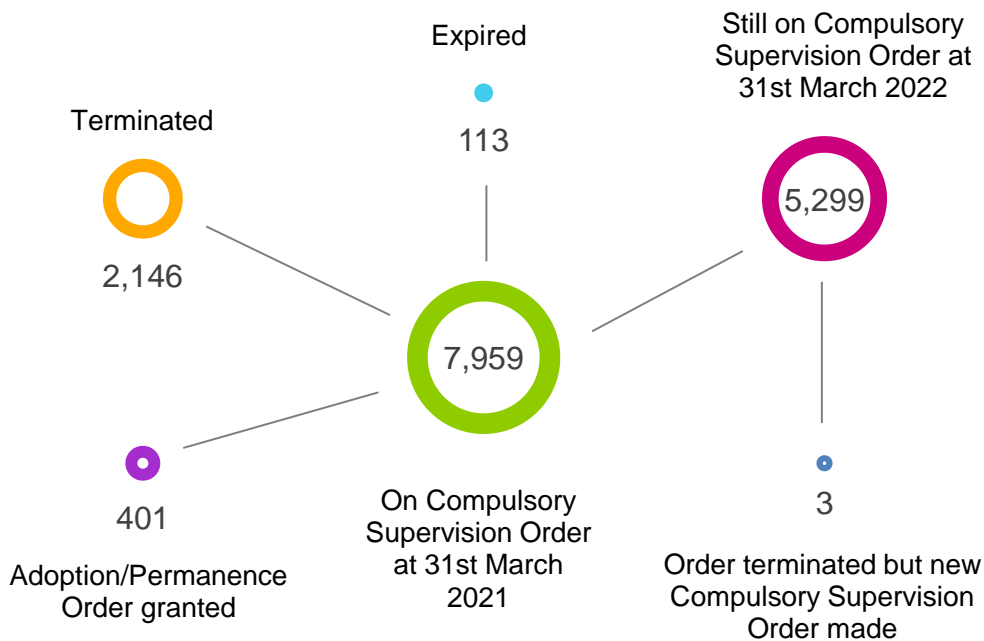 Expired
113
Still on Compulsory
Supervision Order at
31st March 2022
5,299
Terminated
2,146
7,959
On Compulsory
Supervision Order
at 31st March
2021
401
Adoption/Permanence
Order granted
3
Order terminated but new
Compulsory Supervision
Order made